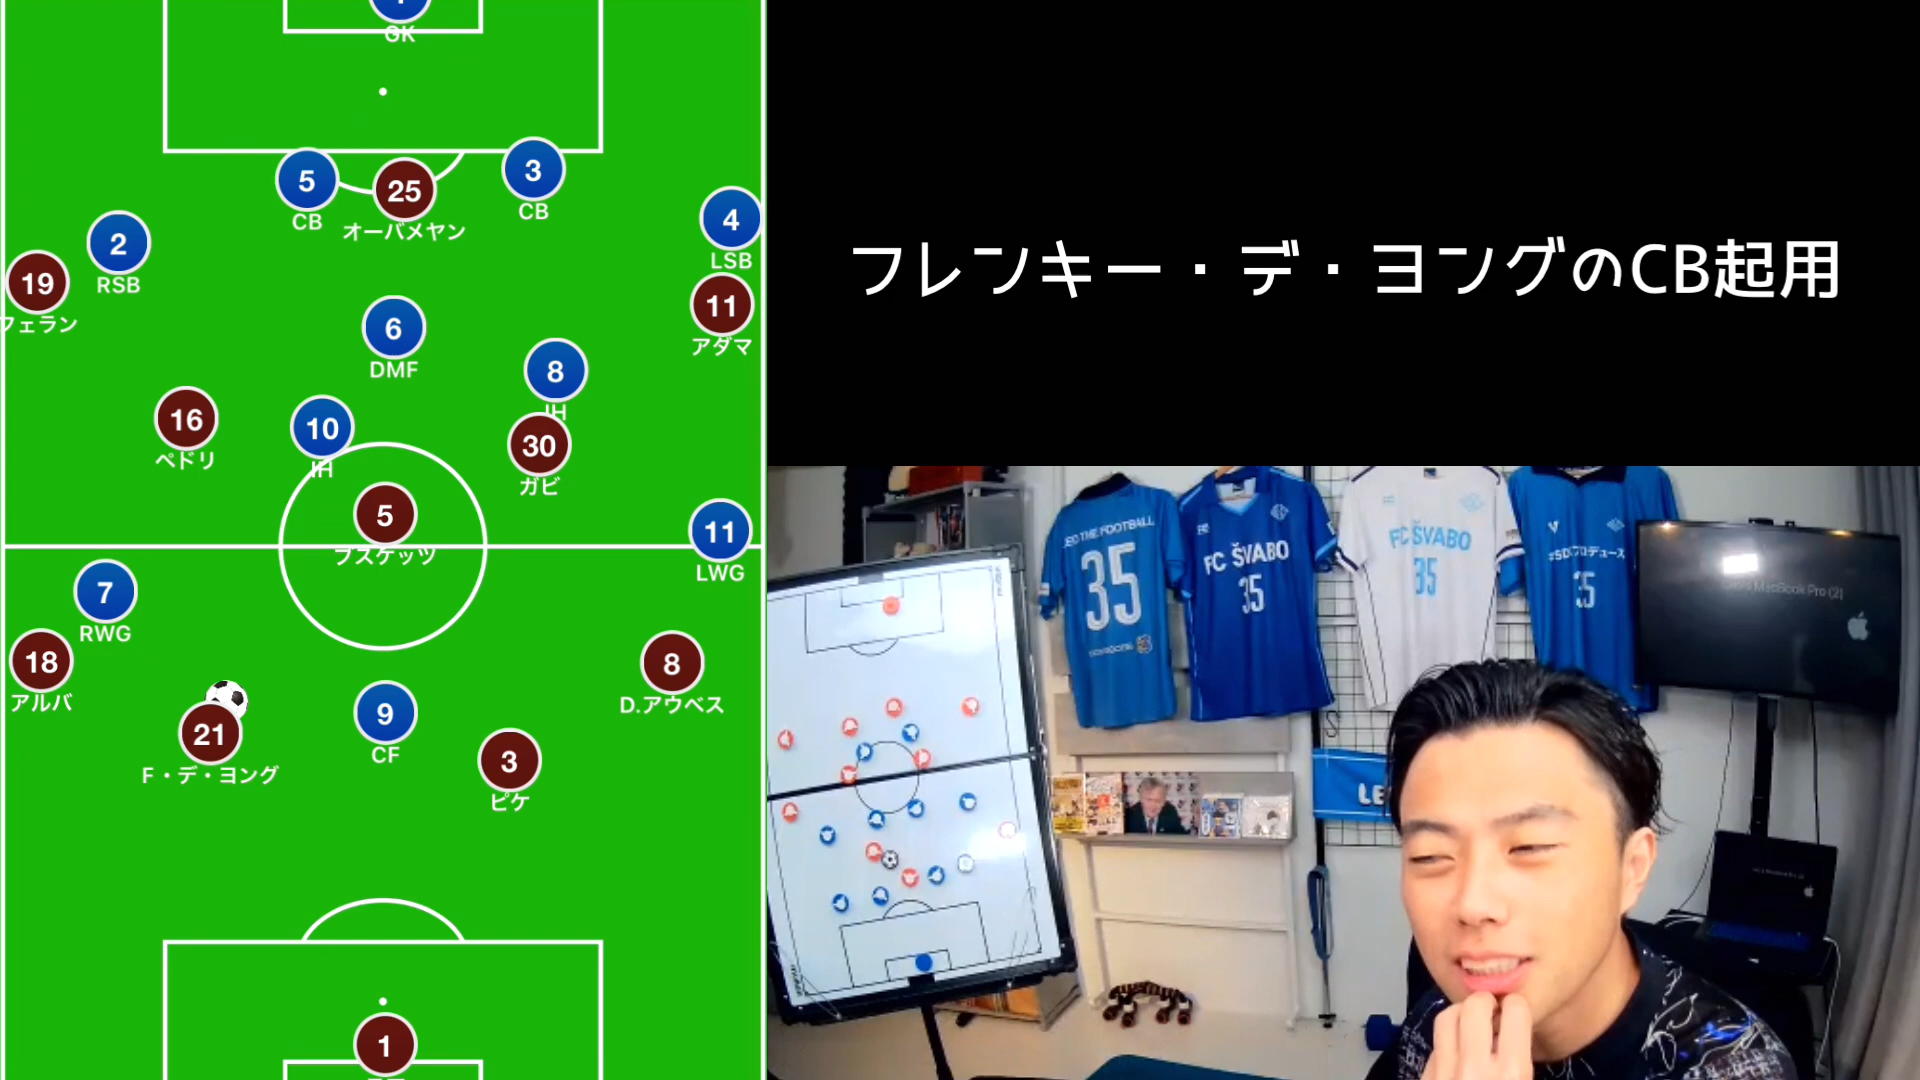 GK
5
CB
25
オーバメヤン
3
CB
4
LSB
2
RSB
19
フェラン
11
アダマ
6
DMF
8
IH
16
ペドリ
10
IH
30
ガビ
5
ブスケッツ
11
LWG
7
RWG
18
アルバ
8
D.アウベス
21
F・デ・ヨング
9
CF
3
ピケ
1
フレンキー・デ・ヨングのCB起用
LEO THE FOOTBALL
35
FC ŠVABO
35
FC ŠVABO
35
35
LE